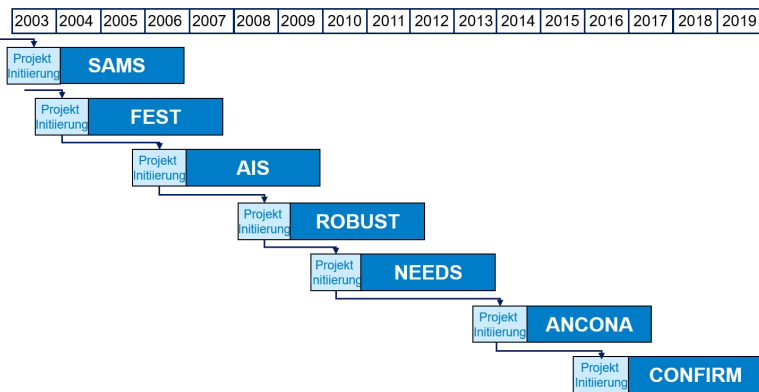 2003 2004 2005 2006 2007 2008 2009 2010 2011 2012 2013 2014 2015 2016 2017 2018 2019
Projekt
Initiierung
SAMS
Projekt
Initiierung
FEST
Projekt
Initiierung
AIS
Projekt
Initiierung
ROBUST
Projekt
Initiierung
NEEDS
Projekt
Initiierung
ANCONA
Projekt
Initiierung
CONFIRM